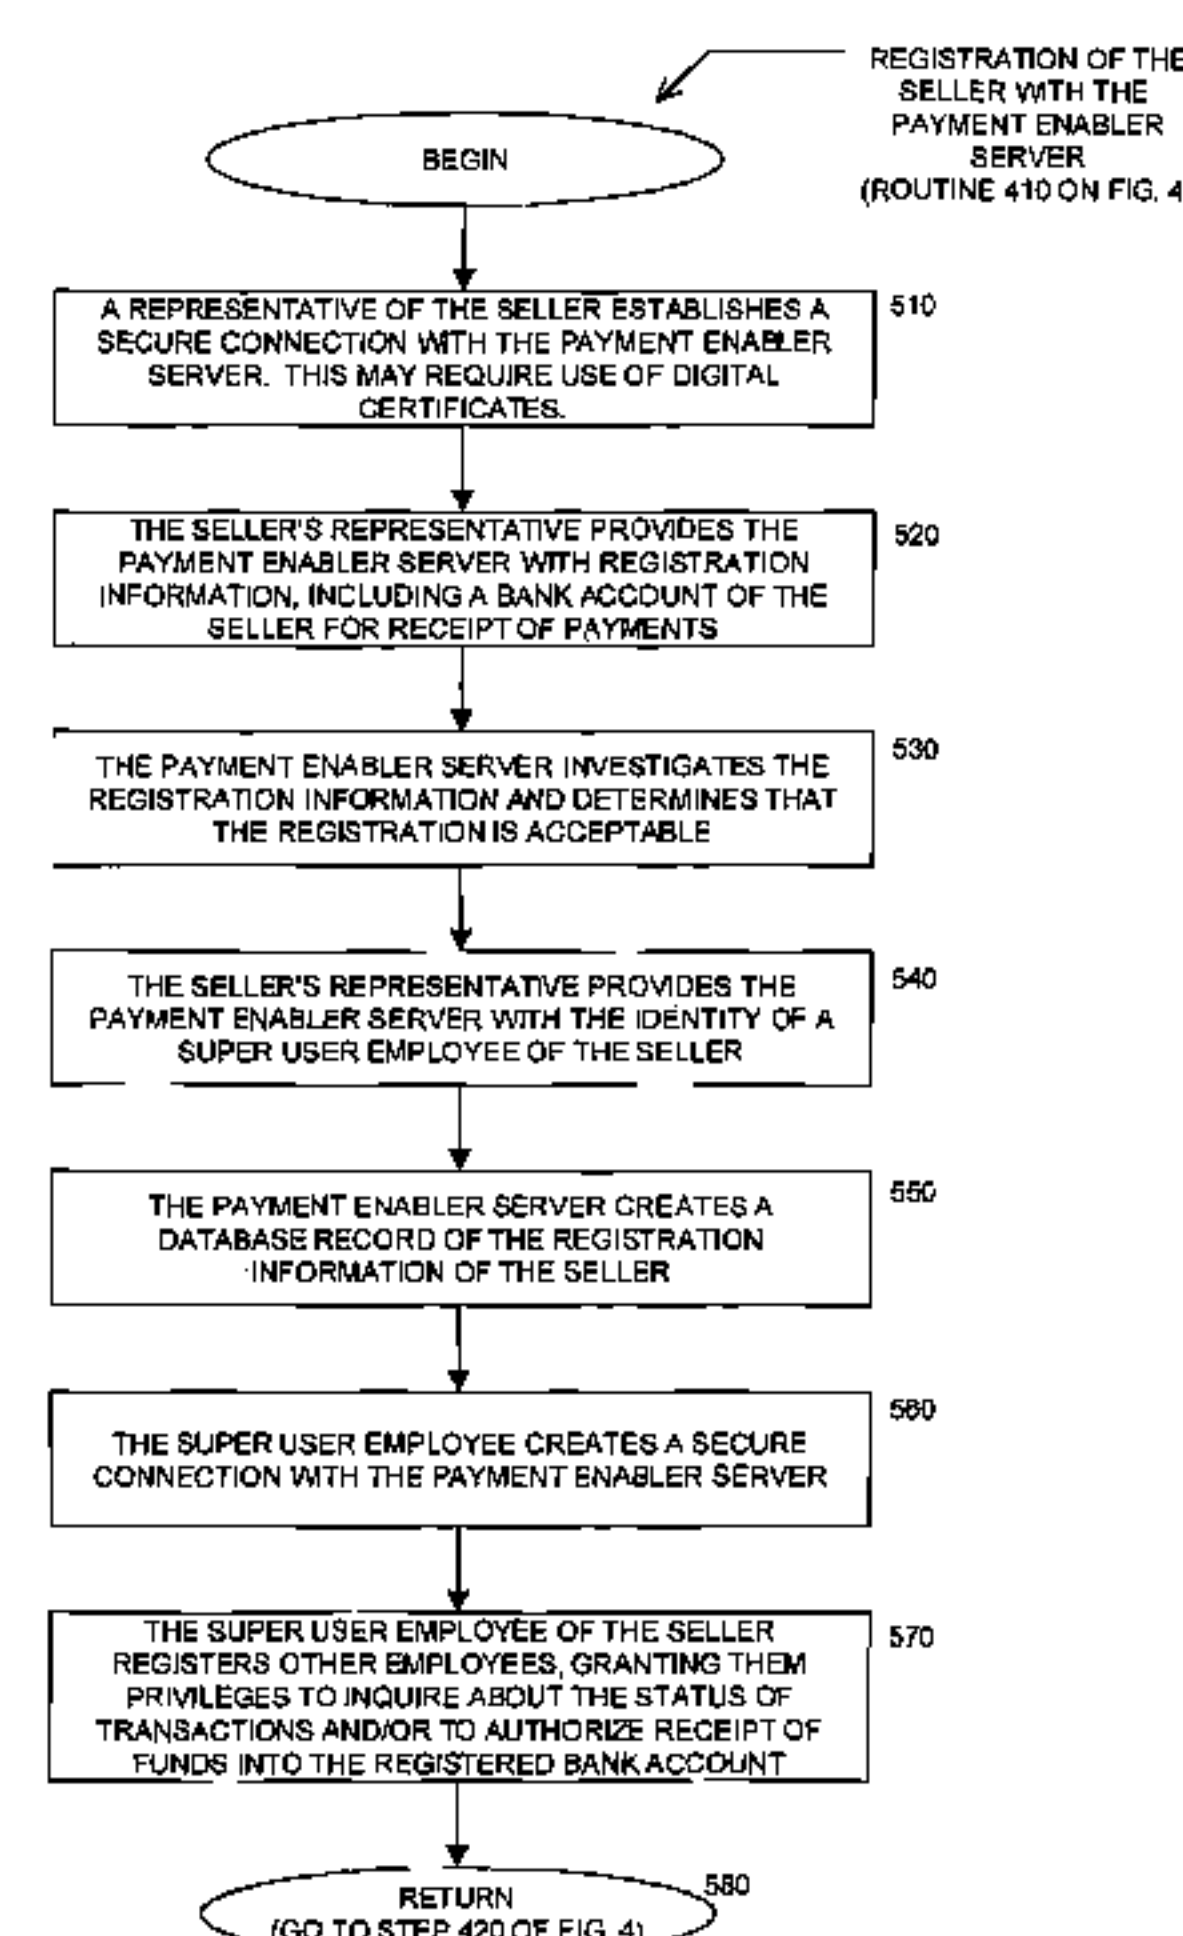 REGISTRATION OF THE
SELLER WITH THE
PAYMENT ENABLER
SERVER
(ROUTINE 410 ON FIG. 4
BEGIN
A REPRESENTATIVE OF THE SELLER ESTABLISHES A
SECURE CONNECTION WITH THE PAYMENT ENABLER
SERVER. THIS MAY REQUIRE USE OF DIGITAL
CERTIFICATES.
510
THE SELLER'S REPRESENTATIVE PROVIDES THE
PAYMENT ENABLER SERVER WITH REGISTRATION
INFORMATION, INCLUDING A BANK ACCOUNT OF THE
SELLER FOR RECEIPT OF PAYMENTS
520
THE PAYMENT ENABLER SERVER INVESTIGATES THE
REGISTRATION INFORMATION AND DETERMINES THAT
THE REGISTRATION IS ACCEPTABLE
530
THE SELLER'S REPRESENTATIVE PROVIDES THE
PAYMENT ENABLER SERVER WITH THE IDENTITY OF A
SUPER USER EMPLOYEE OF THE SELLER
540
THE PAYMENT ENABLER SERVER CREATES A
DATABASE RECORD OF THE REGISTRATION
INFORMATION OF THE SELLER
550
THE SUPER USER EMPLOYEE CREATES A SECURE
CONNECTION WITH THE PAYMENT ENABLER SERVER
560
THE SUPER USER EMPLOYEE OF THE SELLER
REGISTERS OTHER EMPLOYEES, GRANTING THEM
PRIVILEGES TO INQUIRE ABOUT THE STATUS OF
TRANSACTIONS AND/OR TO AUTHORIZE RECEIPT OF
FUNDS INTO THE REGISTERED BANK ACCOUNT
570
RETURN
(GO TO STEP 420 OF FIG. 4)
580